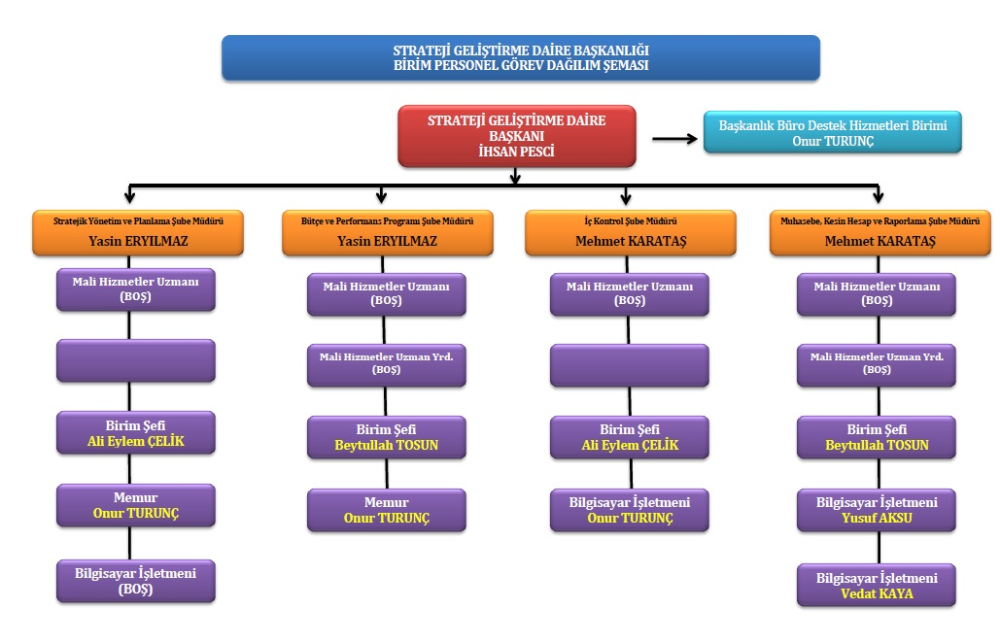 STRATEJİ GELİŞTİRME DAİRE BAŞKANLIĞI
BİRİM PERSONEL GÖREV DAĞILIM ŞEMASI
STRATEJİ GELİŞTİRME DAİRE
BAŞKANI
İHSAN PESCİ
Başkanlık Büro Destek Hizmetleri Birimi
Onur TURUNÇ
Stratejik Yönetim ve Planlama Şube Müdürü
Yasin ERYILMAZ
Mali Hizmetler Uzmanı
(BOŞ)
Birim Şefi
Ali Eylem ÇELİK
Memur
Onur TURUNÇ
Bilgisayar İşletmeni
(BOŞ)
Bütçe ve Performans Programı Şube Müdürü
Yasin ERYILMAZ
Mali Hizmetler Uzmanı
(BOŞ)
Mali Hizmetler Uzman Yrd.
(BOŞ)
Birim Şefi
Beytullah TOSUN
Memur
Onur TURUNÇ
İç Kontrol Şube Müdürü
Mehmet KARATAŞ
Mali Hizmetler Uzmanı
(BOŞ)
Birim Şefi
Ali Eylem ÇELİK
Bilgisayar İşletmeni
Onur TURUNÇ
Muhasebe, Kesin Hesap ve Raporlama Şube Müdürü
Mehmet KARATAŞ
Mali Hizmetler Uzmanı
(BOŞ)
Mali Hizmetler Uzman Yrd.
(BOŞ)
Birim Şefi
Beytullah TOSUN
Bilgisayar İşletmeni
Yusuf AKSU
Bilgisayar İşletmeni
Vedat KAYA